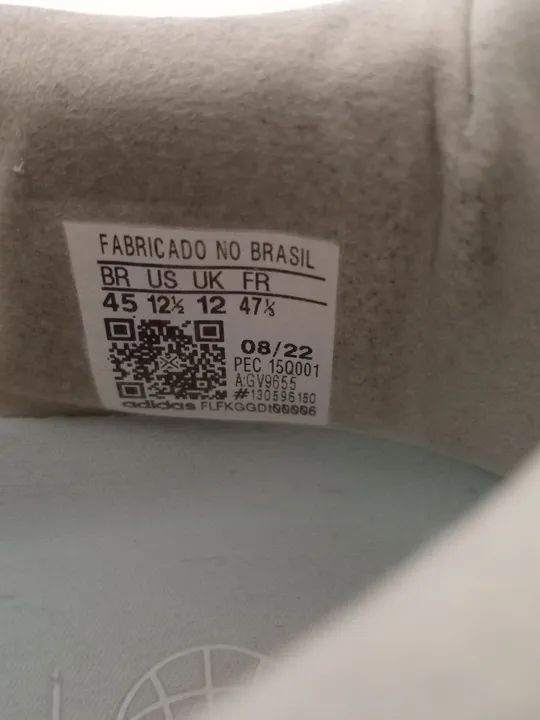 FABRICADO NO BRASIL
BR US UK FR
45 12½ 12 47⅓
08/22
PEC 15Q001
A:GV9655
#130596150
adidas FLFKGGD100006